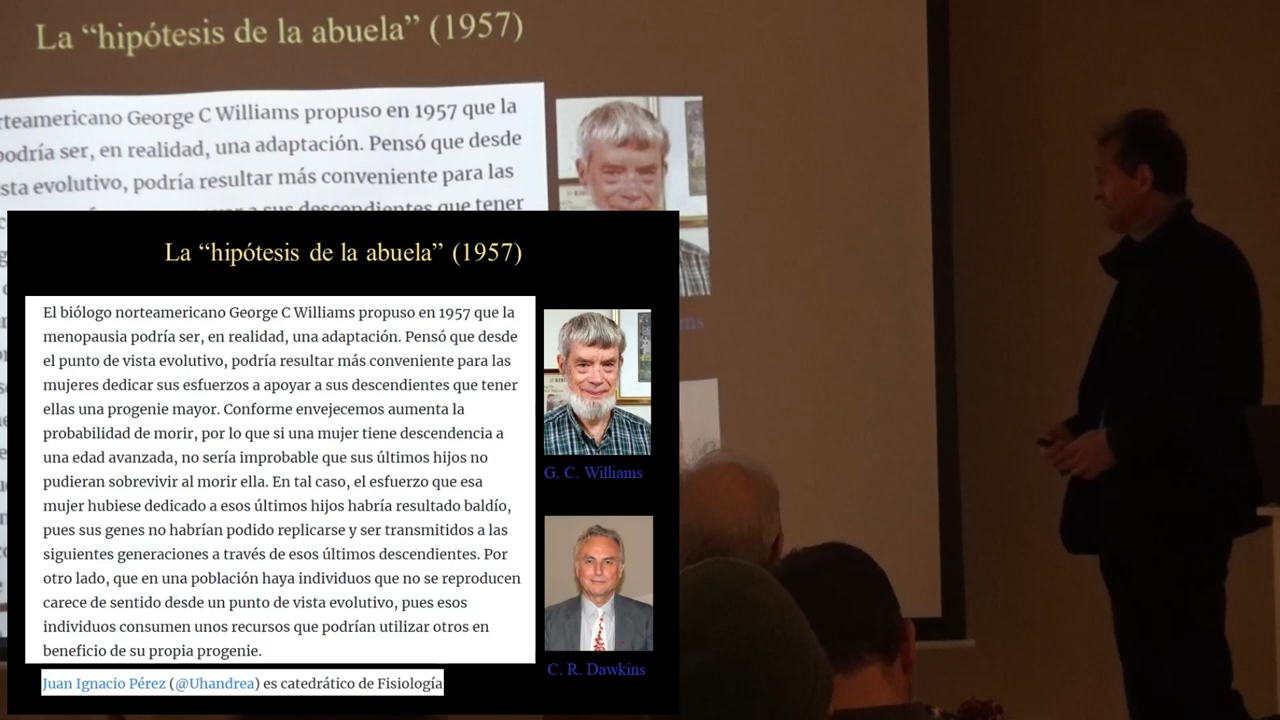 La “hipótesis de la abuela” (1957)
rteamericano George C Williams propuso en 1957 que la
podría ser, en realidad, una adaptación. Pensó que desde
sta evolutivo, podría resultar más conveniente para las
sus descendientes que tener
La “hipótesis de la abuela” (1957)
El biólogo norteamericano George C Williams propuso en 1957 que la
menopausia podría ser, en realidad, una adaptación. Pensó que desde
el punto de vista evolutivo, podría resultar más conveniente para las
mujeres dedicar sus esfuerzos a apoyar a sus descendientes que tener
ellas una progenie mayor. Conforme envejecemos aumenta la
probabilidad de morir, por lo que si una mujer tiene descendencia a
una edad avanzada, no sería improbable que sus últimos hijos no
pudieran sobrevivir al morir ella. En tal caso, el esfuerzo que esa
mujer hubiese dedicado a esos últimos hijos habría resultado baldío,
pues sus genes no habrían podido replicarse y ser transmitidos a las
siguientes generaciones a través de esos últimos descendientes. Por
otro lado, que en una población haya individuos que no se reproducen
carece de sentido desde un punto de vista evolutivo, pues esos
individuos consumen unos recursos que podrían utilizar otros en
beneficio de su propia progenie.
Juan Ignacio Pérez (@Uhandrea) es catedrático de Fisiología
G. C. Williams
C. R. Dawkins